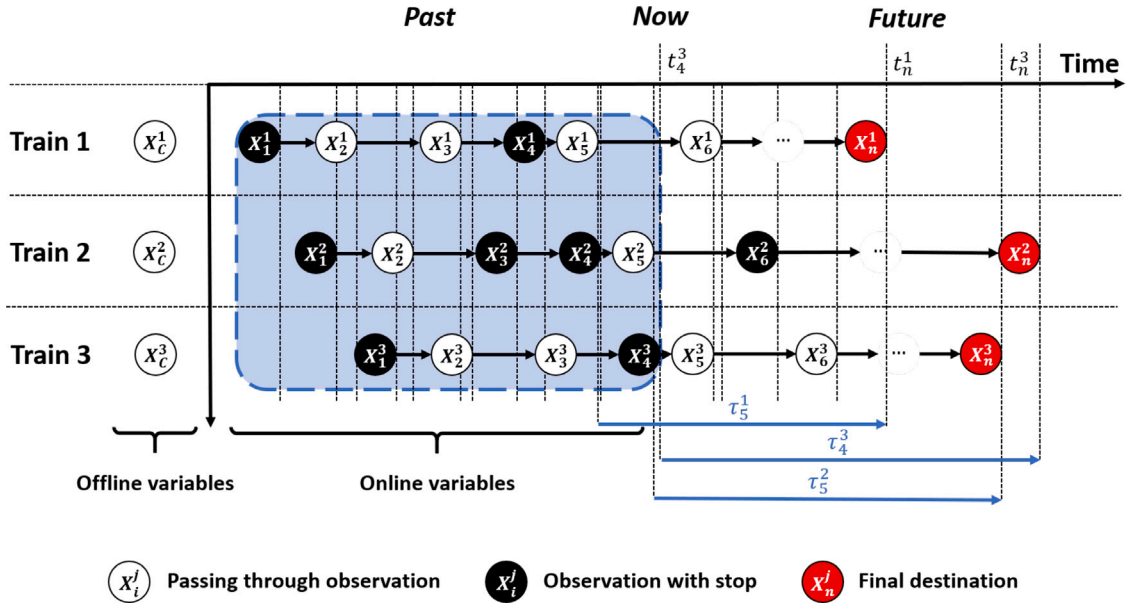 Past Now Future
t_4^3 t_n^1 t_n^3
Time
Train 1 X_c^1 X_1^1 X_2^1 X_3^1 X_4^1 X_5^1 X_6^1 ... X_n^1
Train 2 X_c^2 X_1^2 X_2^2 X_3^2 X_4^2 X_5^2 X_6^2 ... X_n^2
Train 3 X_c^3 X_1^3 X_2^3 X_3^3 X_4^3 X_5^3 X_6^3 ... X_n^3
τ_5^1
τ_4^3
τ_5^2
Offline variables Online variables
X_i^j Passing through observation X_i^j Observation with stop X_n^j Final destination